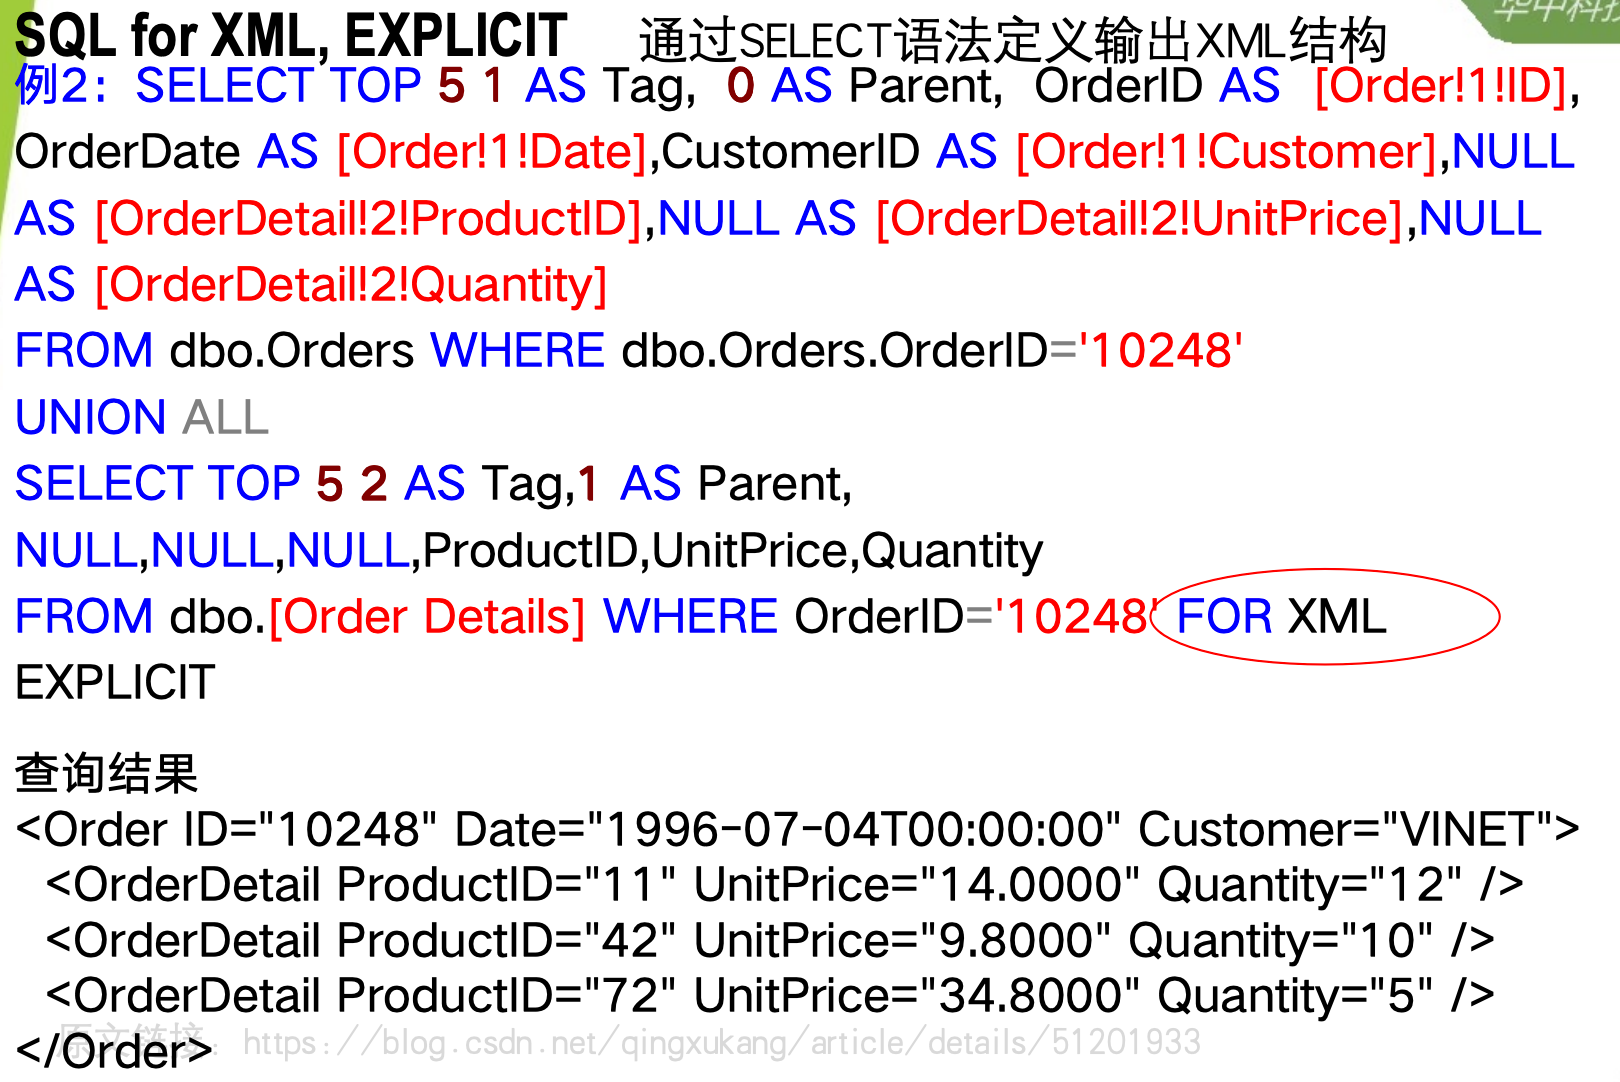 华中科技
SQL for XML, EXPLICIT 通过SELECT语法定义输出XML结构
例2：SELECT TOP 5 1 AS Tag, 0 AS Parent, OrderID AS [Order!1!ID],
OrderDate AS [Order!1!Date],CustomerID AS [Order!1!Customer],NULL
AS [OrderDetail!2!ProductID],NULL AS [OrderDetail!2!UnitPrice],NULL
AS [OrderDetail!2!Quantity]
FROM dbo.Orders WHERE dbo.Orders.OrderID='10248'
UNION ALL
SELECT TOP 5 2 AS Tag,1 AS Parent,
NULL,NULL,NULL,ProductID,UnitPrice,Quantity
FROM dbo.[Order Details] WHERE OrderID='10248' FOR XML
EXPLICIT
查询结果
<Order ID="10248" Date="1996-07-04T00:00:00" Customer="VINET">
<OrderDetail ProductID="11" UnitPrice="14.0000" Quantity="12" />
<OrderDetail ProductID="42" UnitPrice="9.8000" Quantity="10" />
<OrderDetail ProductID="72" UnitPrice="34.8000" Quantity="5" />
</Order>
原文链接：https://blog.csdn.net/qingxukang/article/details/51201933